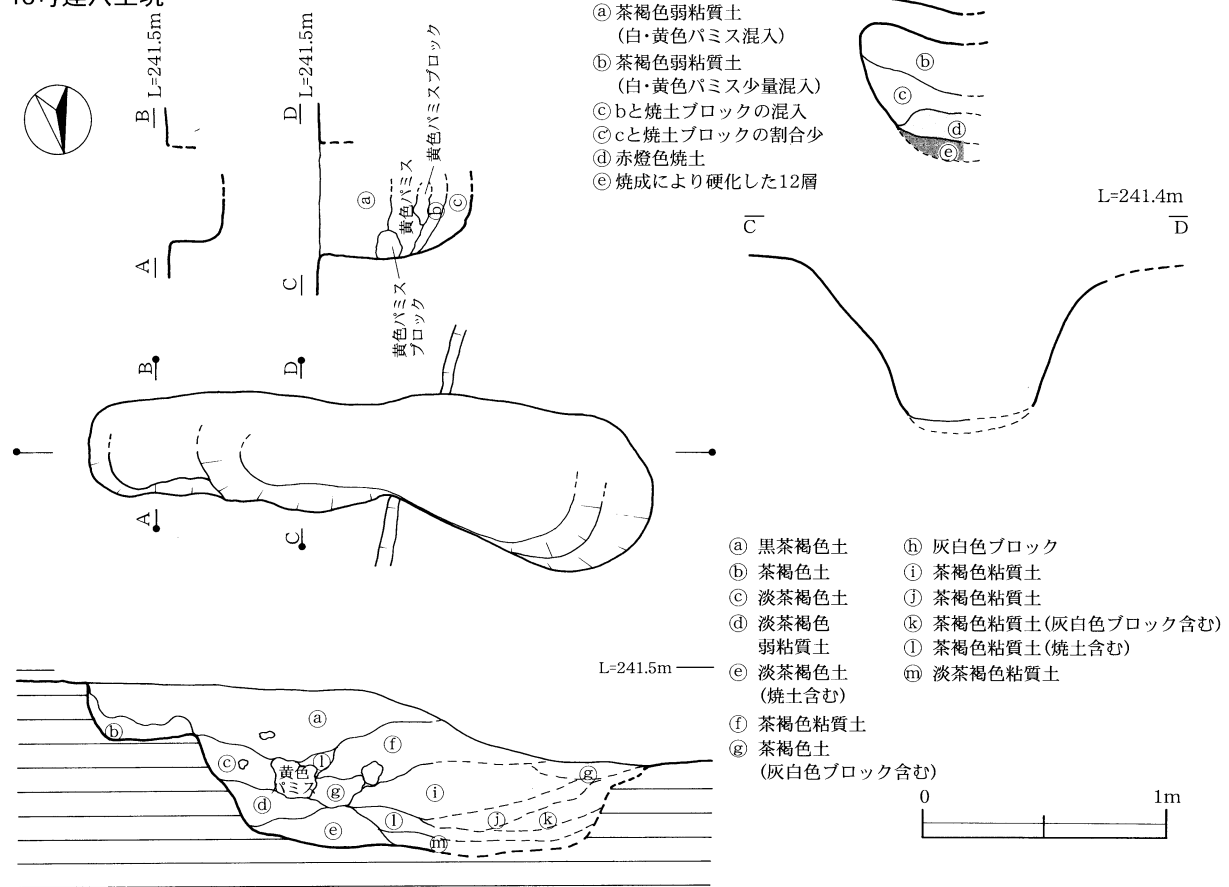 L=241.5m
L=241.5m
B
D
A
C
ⓐ
黄色パミス
ⓑ
ⓒ
黄色パミスブロック
黄色パミス
ブロック
B
D
A
C
ⓐ 茶褐色弱粘質土
(白・黄色パミス混入)
ⓑ 茶褐色弱粘質土
(白・黄色パミス少量混入)
ⓒ bと焼土ブロックの混入
ⓒ' cと焼土ブロックの割合少
ⓓ 赤燈色焼土
ⓔ 焼成により硬化した12層
ⓑ
ⓒ
ⓓ
ⓔ
L=241.4m
C
D
ⓐ 黒茶褐色土
ⓑ 茶褐色土
ⓒ 淡茶褐色土
ⓓ 淡茶褐色
弱粘質土
ⓔ 淡茶褐色土
(焼土含む)
ⓕ 茶褐色粘質土
ⓖ 茶褐色土
(灰白色ブロック含む)
ⓗ 灰白色ブロック
ⓘ 茶褐色粘質土
ⓙ 茶褐色粘質土
ⓚ 茶褐色粘質土(灰白色ブロック含む)
ⓛ 茶褐色粘質土(焼土含む)
ⓜ 淡茶褐色粘質土
L=241.5m
ⓐ
ⓑ
ⓒ
ⓛ
ⓕ
黄色
パミス
ⓖ
ⓖ
ⓘ
ⓓ
ⓔ
ⓛ
ⓙ
ⓚ
ⓜ
0
1m